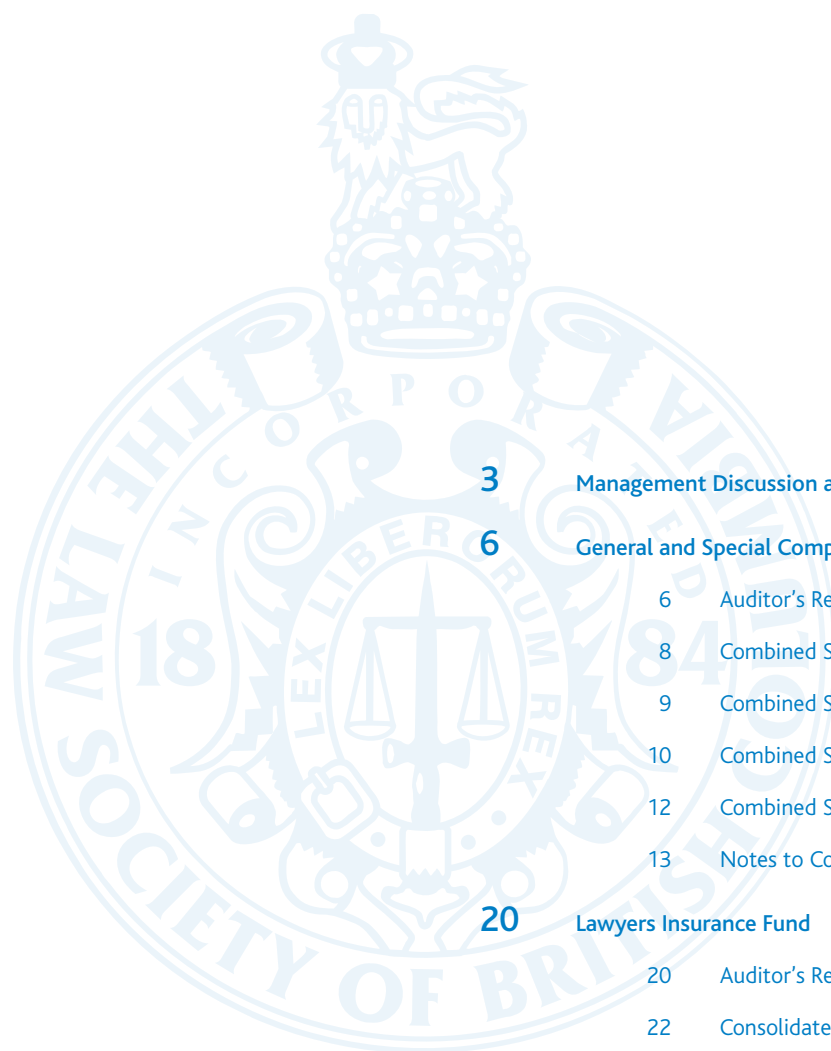 THE LAW SOCIETY OF BRITISH COLUMBIA
INCORPORATED
LEX LIBERORUM REX
18 84
3 Management Discussion a
6 General and Special Comp
6 Auditor's Re
8 Combined S
9 Combined S
10 Combined S
12 Combined S
13 Notes to Co
20 Lawyers Insurance Fund
20 Auditor's Re
22 Consolidate